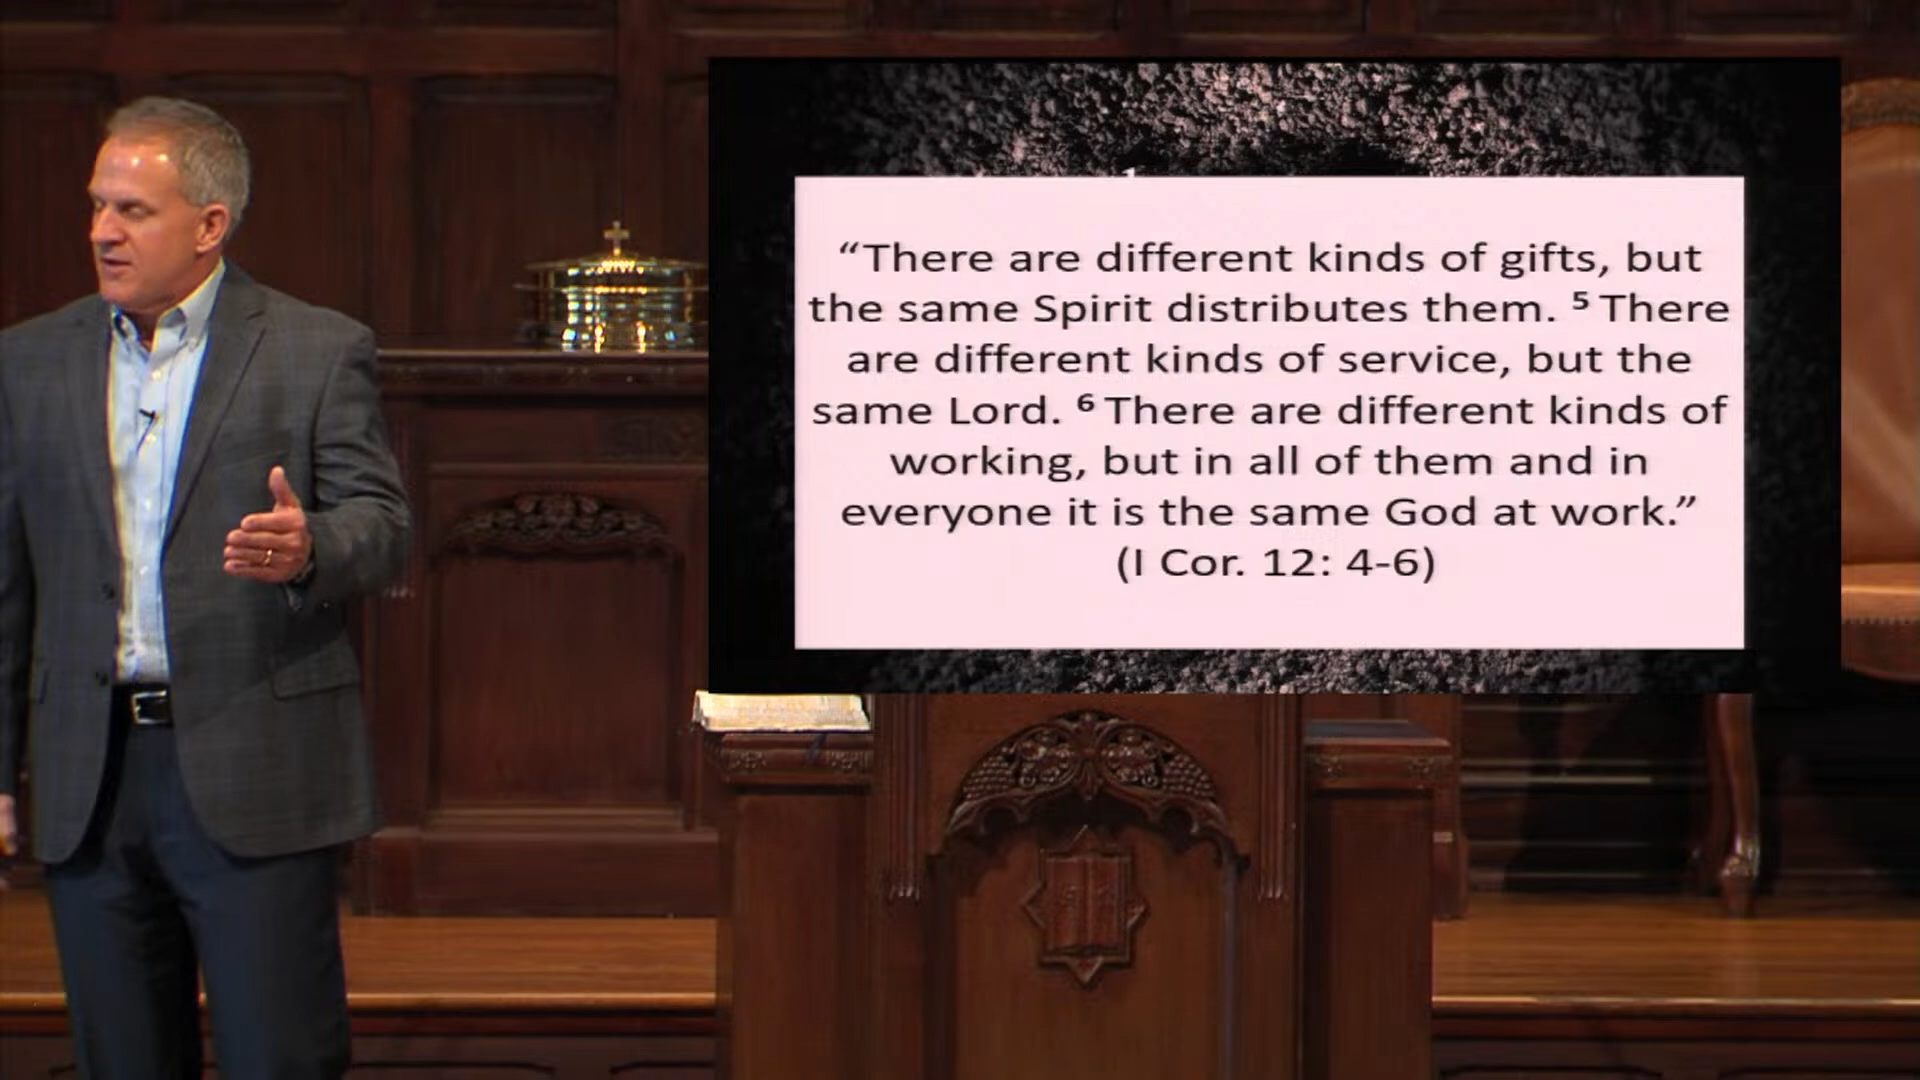 “There are different kinds of gifts, but
the same Spirit distributes them. ⁵ There
are different kinds of service, but the
same Lord. ⁶ There are different kinds of
working, but in all of them and in
everyone it is the same God at work.”
(I Cor. 12: 4-6)